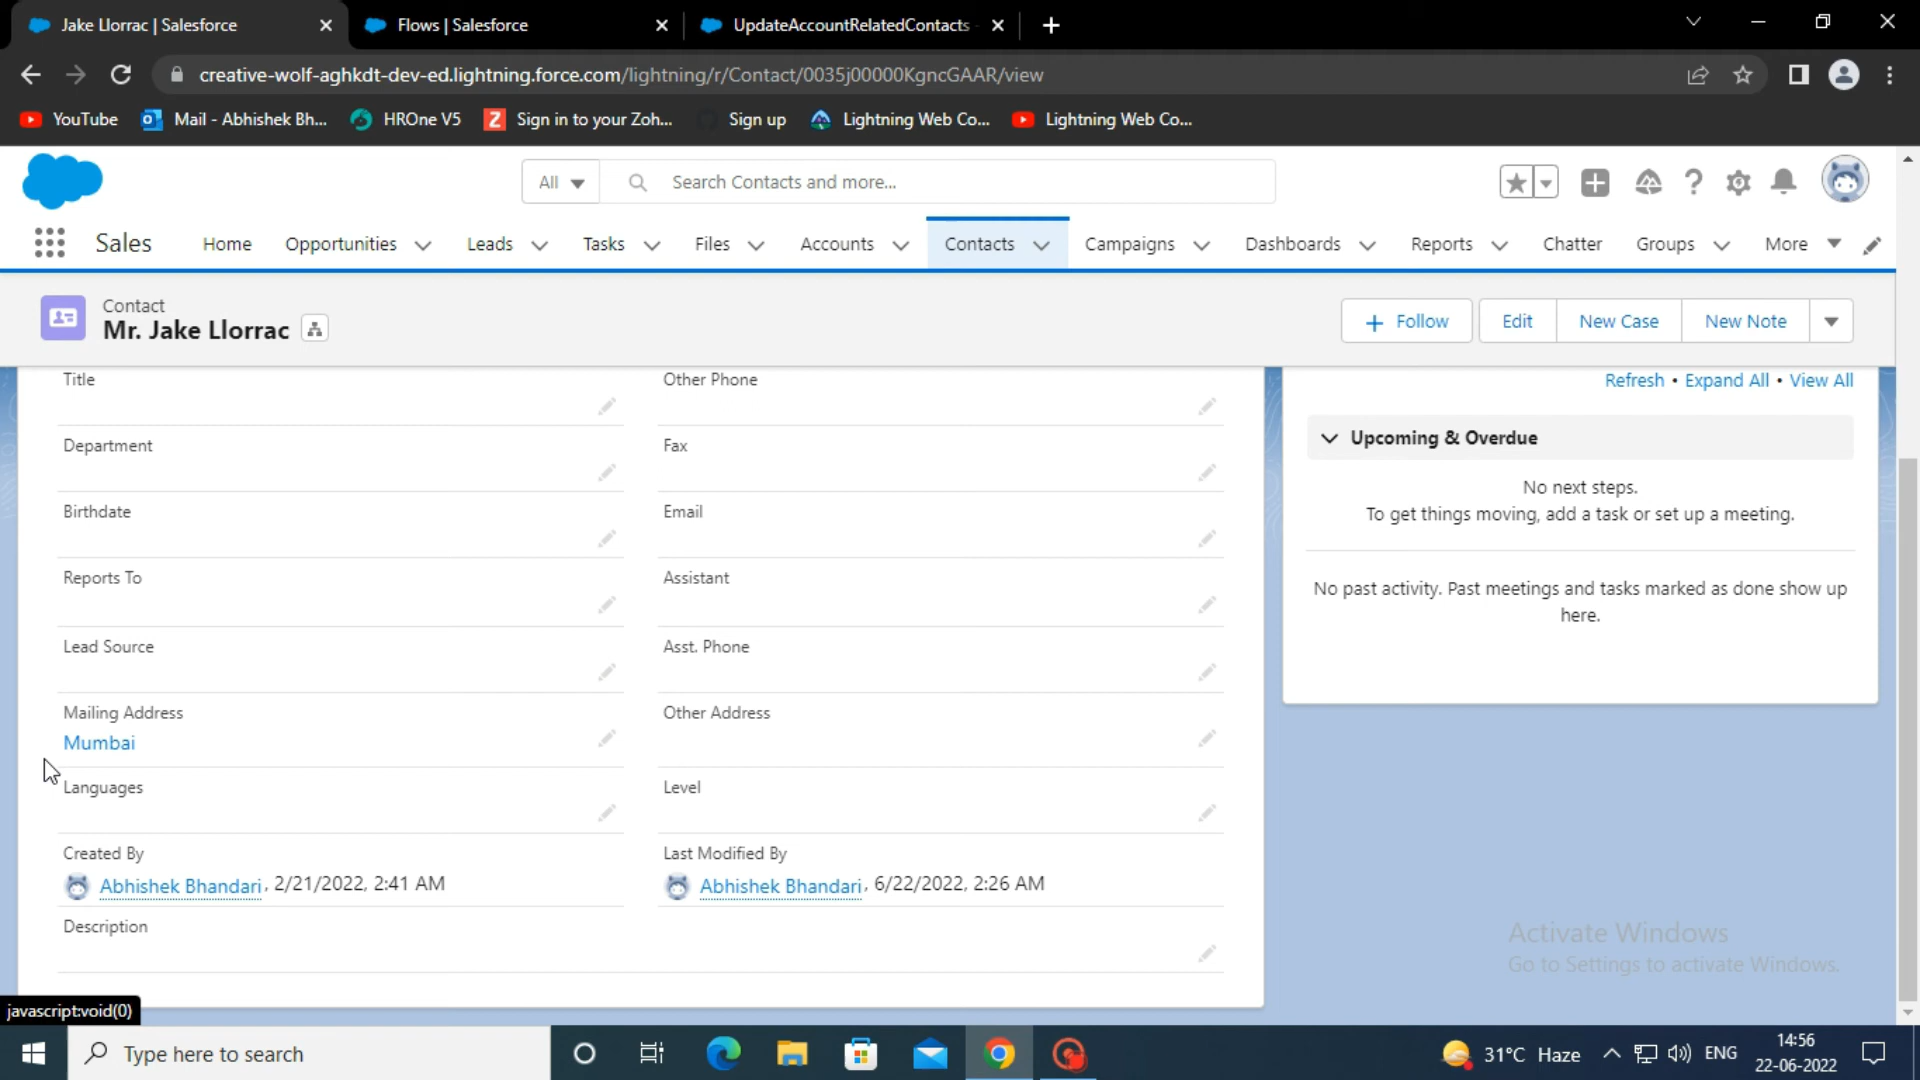 Jake Llorrac | Salesforce
Flows | Salesforce
UpdateAccountRelatedContacts -
creative-wolf-aghkdt-dev-ed.lightning.force.com/lightning/r/Contact/0035j00000KgncGAAR/view
YouTube
Mail - Abhishek Bh...
HROne V5
Sign in to your Zoh...
Sign up
Lightning Web Co...
Lightning Web Co...
All
Search Contacts and more...
Sales
Home
Opportunities
Leads
Tasks
Files
Accounts
Contacts
Campaigns
Dashboards
Reports
Chatter
Groups
More
Contact
Mr. Jake Llorrac
+ Follow
Edit
New Case
New Note
Title
Other Phone
Department
Fax
Birthdate
Email
Reports To
Assistant
Lead Source
Asst. Phone
Mailing Address
Mumbai
Other Address
Languages
Level
Created By
Abhishek Bhandari, 2/21/2022, 2:41 AM
Last Modified By
Abhishek Bhandari, 6/22/2022, 2:26 AM
Description
Refresh • Expand All • View All
Upcoming & Overdue
No next steps.
To get things moving, add a task or set up a meeting.
No past activity. Past meetings and tasks marked as done show up
here.
Activate Windows
Go to Settings to activate Windows.
javascript:void(0)
Type here to search
31°C Haze
ENG
14:56
22-06-2022